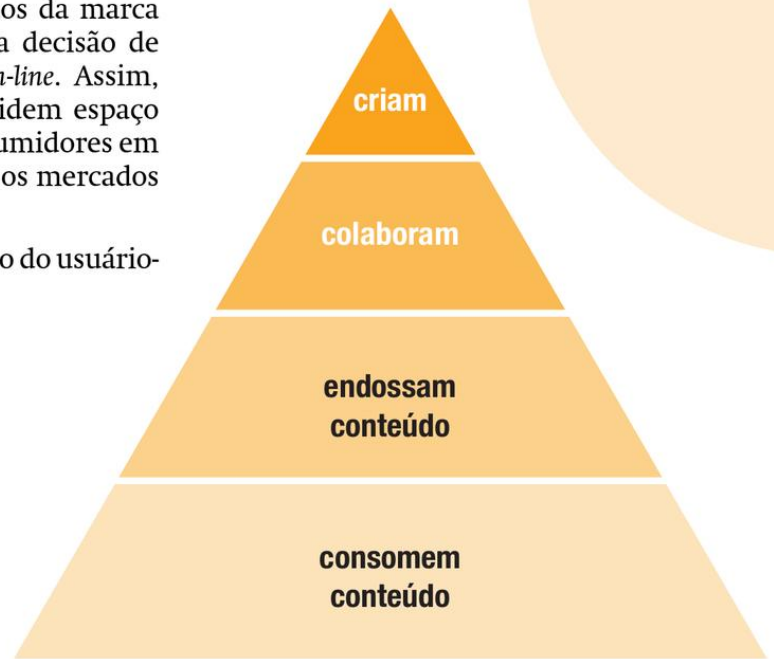 os da marca
a decisão de
n-line. Assim,
idem espaço
umidores em
os mercados
o do usuário-
criam
colaboram
endossam
conteúdo
consomem
conteúdo